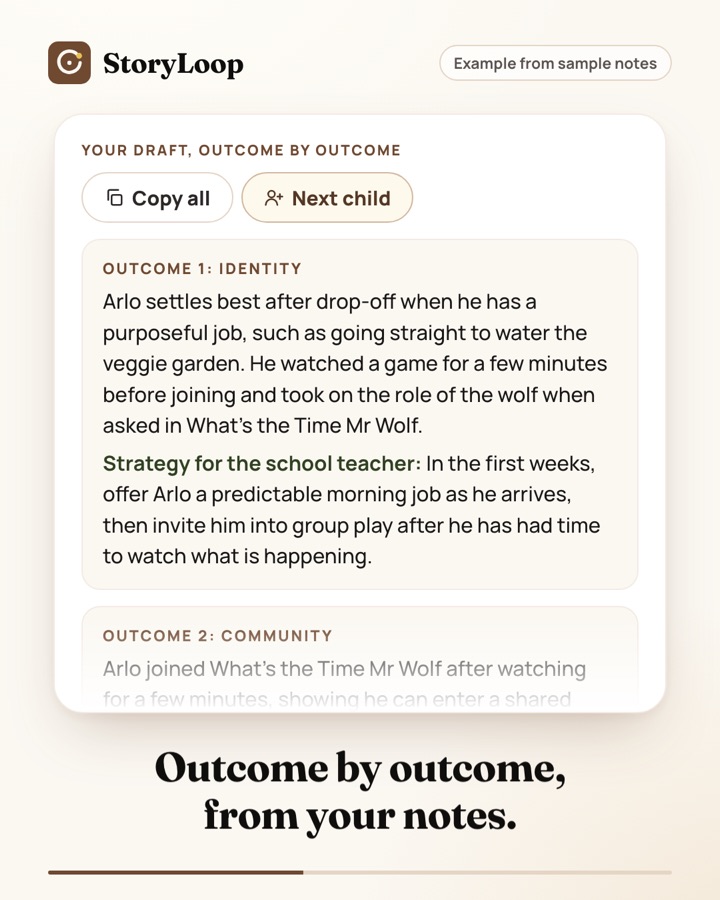 StoryLoop
Example from sample notes
YOUR DRAFT, OUTCOME BY OUTCOME
Copy all
Next child
OUTCOME 1: IDENTITY
Arlo settles best after drop-off when he has a
purposeful job, such as going straight to water the
veggie garden. He watched a game for a few minutes
before joining and took on the role of the wolf when
asked in What’s the Time Mr Wolf.
Strategy for the school teacher: In the first weeks,
offer Arlo a predictable morning job as he arrives,
then invite him into group play after he has had time
to watch what is happening.
OUTCOME 2: COMMUNITY
Arlo joined What’s the Time Mr Wolf after watching
for a few minutes, showing he can enter a shared
Outcome by outcome,
from your notes.